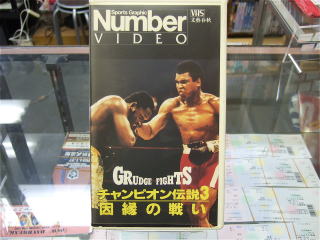 Sports Graphic
Number
VHS
文藝春秋
VIDEO
GRUDGE FIGHTS
チャンピオン伝説3
因縁の戦い